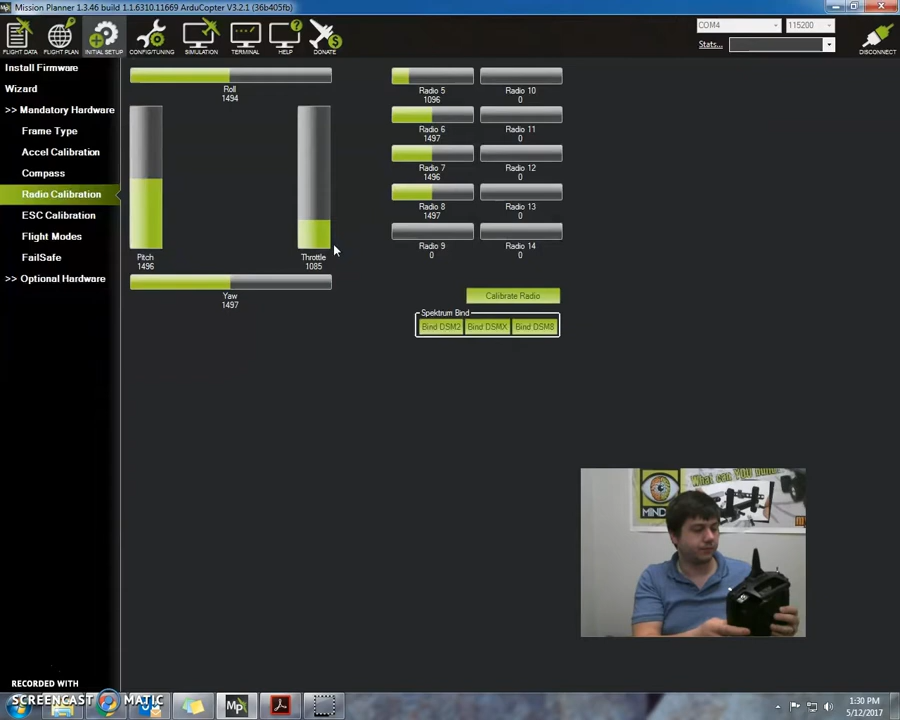 Mission Planner 1.3.46 build 1.1.6310.11669 ArduCopter V3.2.1 (36b405fb)
FLIGHT DATA
FLIGHT PLAN
INITIAL SETUP
CONFIG/TUNING
SIMULATION
TERMINAL
HELP
DONATE
COM4
115200
Stats...
DISCONNECT
Install Firmware
Wizard
>> Mandatory Hardware
Frame Type
Accel Calibration
Compass
Radio Calibration
ESC Calibration
Flight Modes
FailSafe
>> Optional Hardware
Roll
1494
Pitch
1496
Throttle
1085
Yaw
1497
Radio 5
1096
Radio 10
0
Radio 6
1497
Radio 11
0
Radio 7
1496
Radio 12
0
Radio 8
1497
Radio 13
0
Radio 9
0
Radio 14
0
Calibrate Radio
Spektrum Bind
Bind DSM2
Bind DSMX
Bind DSM8
What can You
MIND
RECORDED WITH
SCREENCAST MATIC
1:30 PM
5/12/2017